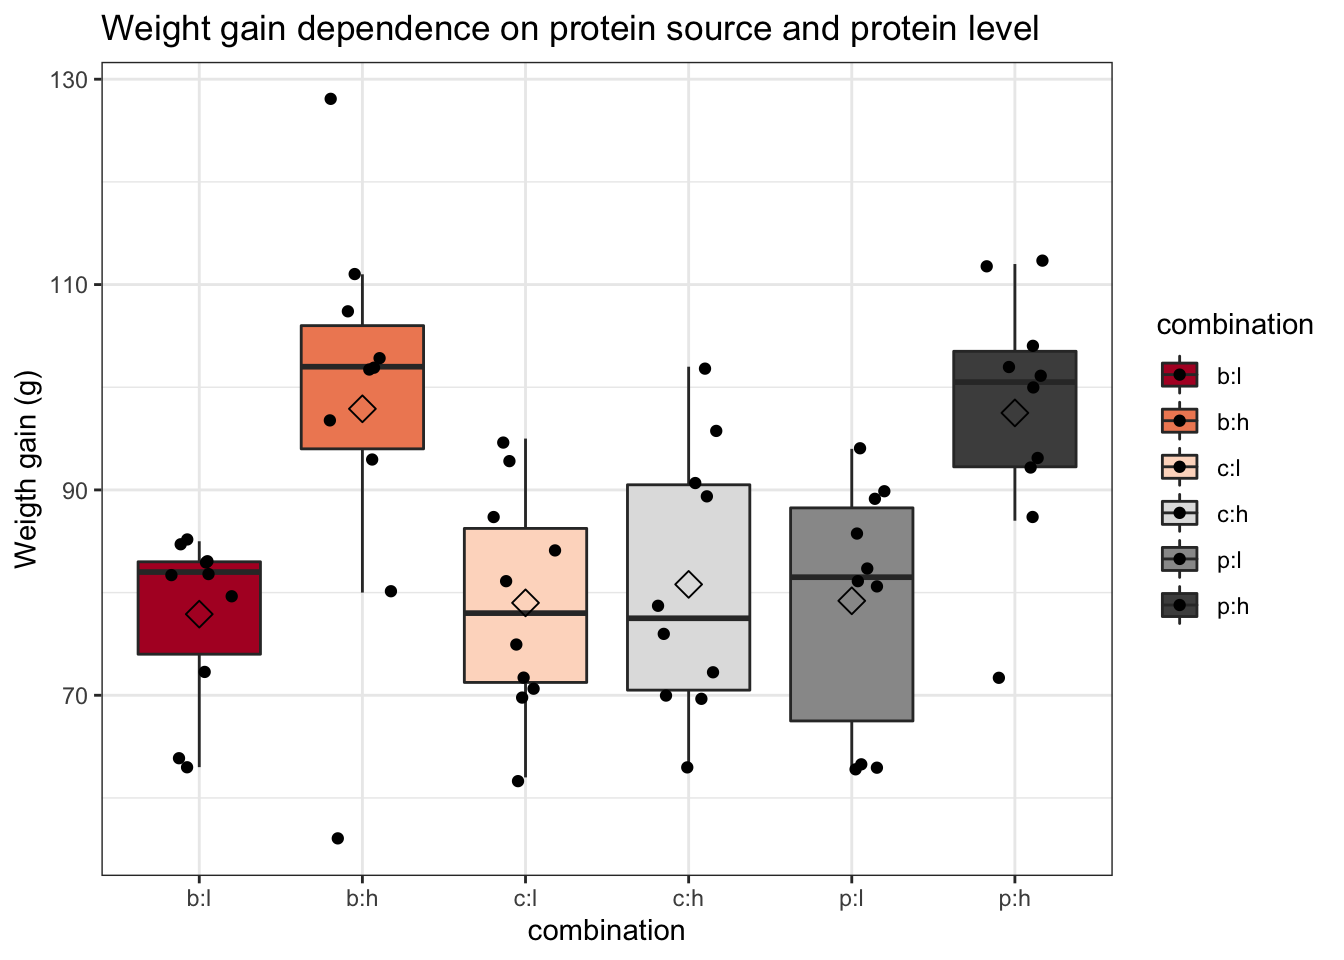 Weight gain dependence on protein source and protein level
130
110
90
70
Weigth gain (g)
b:l
b:h
c:l
c:h
p:l
p:h
combination
combination
b:l
b:h
c:l
c:h
p:l
p:h